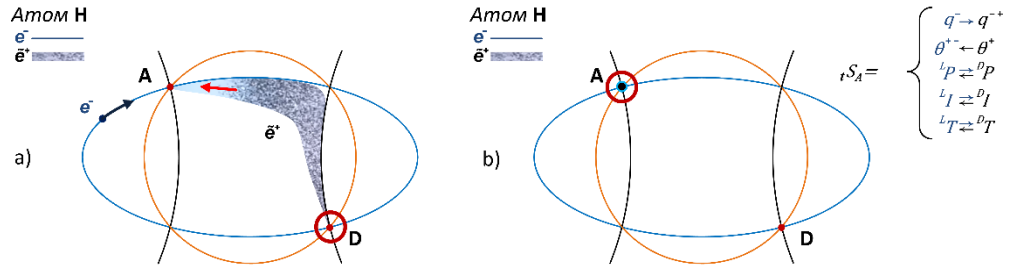 Атом H
e⁻
ẽ⁺
A
e⁻
ẽ⁺
a)
D
Атом H
e⁻
ẽ⁺
A
b)
D
ₜS_A =
q⁻ → q⁻⁺
θ⁺⁻ ← θ⁺
ᴸP ⇄ ᴰP
ᴸI ⇄ ᴰI
ᴸT ⇄ ᴰT